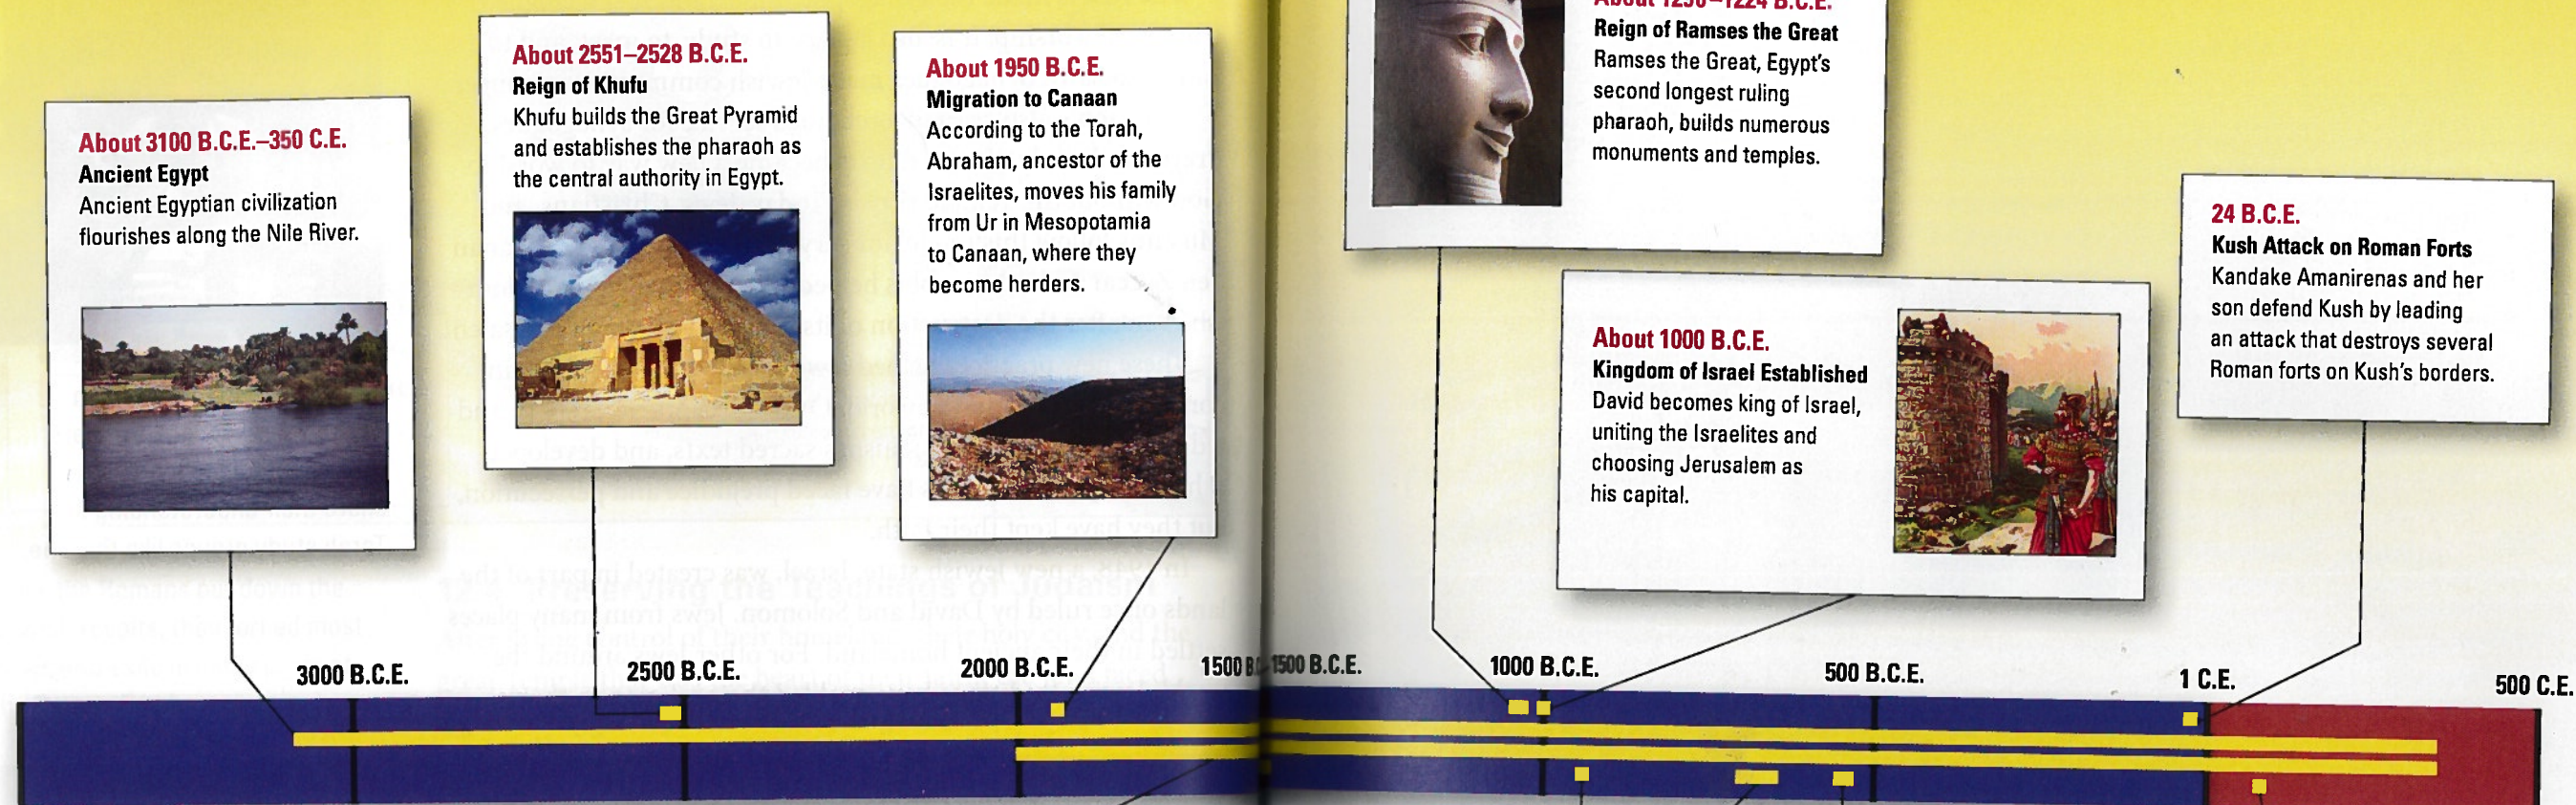 About 3100 B.C.E.–350 C.E.
Ancient Egypt
Ancient Egyptian civilization
flourishes along the Nile River.
About 2551–2528 B.C.E.
Reign of Khufu
Khufu builds the Great Pyramid
and establishes the pharaoh as
the central authority in Egypt.
About 1950 B.C.E.
Migration to Canaan
According to the Torah,
Abraham, ancestor of the
Israelites, moves his family
from Ur in Mesopotamia
to Canaan, where they
become herders.
About 1290–1224 B.C.E.
Reign of Ramses the Great
Ramses the Great, Egypt's
second longest ruling
pharaoh, builds numerous
monuments and temples.
About 1000 B.C.E.
Kingdom of Israel Established
David becomes king of Israel,
uniting the Israelites and
choosing Jerusalem as
his capital.
24 B.C.E.
Kush Attack on Roman Forts
Kandake Amanirenas and her
son defend Kush by leading
an attack that destroys several
Roman forts on Kush's borders.
3000 B.C.E. 2500 B.C.E. 2000 B.C.E. 1500 B.C. 1500 B.C.E. 1000 B.C.E. 500 B.C.E. 1 C.E. 500 C.E.